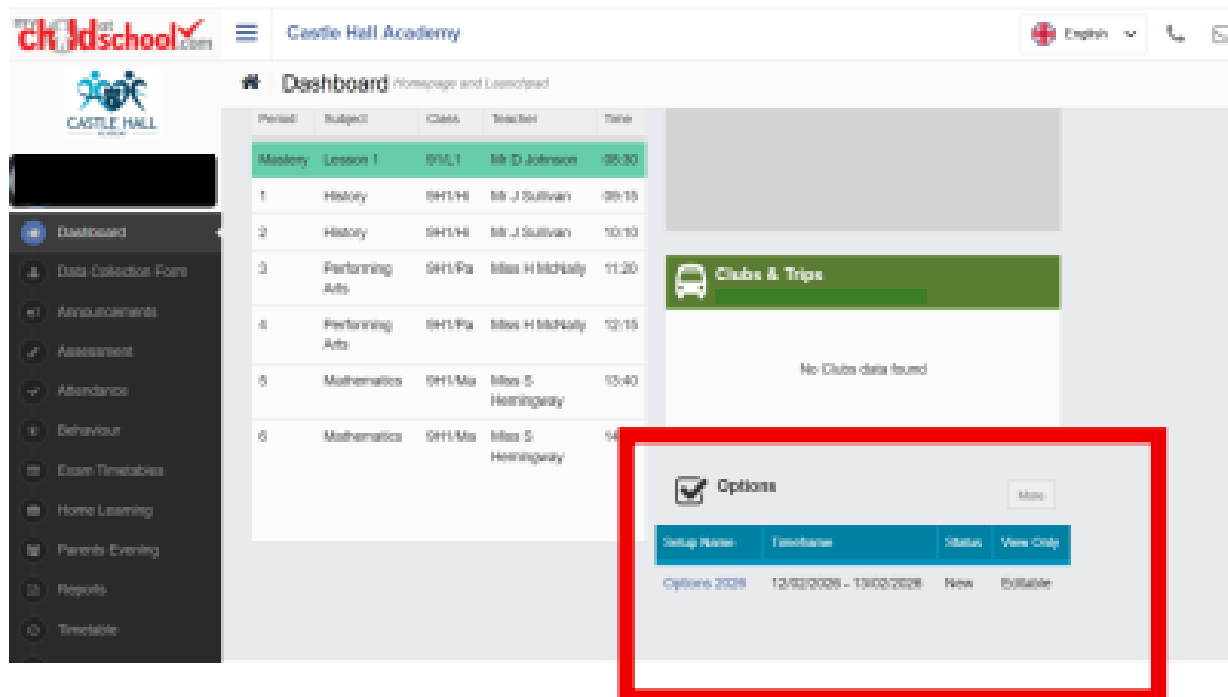 my child at school.com
Castle Hall Academy
English
CASTLE HALL
ACADEMY
Dashboard Homepage and Launchpad
Period Subject Class Teacher Time
Mastery Lesson 1 Mr D Johnson 08:30
1 History 9H1/Hi Mr J Sullivan 09:15
2 History 9H1/Hi Mr J Sullivan 10:10
3 Performing Arts 9H1/Pa Miss H McNally 11:20
4 Performing Arts 9H1/Pa Miss H McNally 12:15
5 Mathematics 9H1/Ma Miss S Hemingway 13:40
6 Mathematics 9H1/Ma Miss S Hemingway
Dashboard
Data Collection Form
Announcements
Assessment
Attendance
Behaviour
Exam Timetables
Home Learning
Parents Evening
Reports
Timetable
Clubs & Trips
No Clubs data found
Options
More
Setup Name Timeframe Status View Only
Options 2026 12/02/2026 - 13/02/2026 New Editable